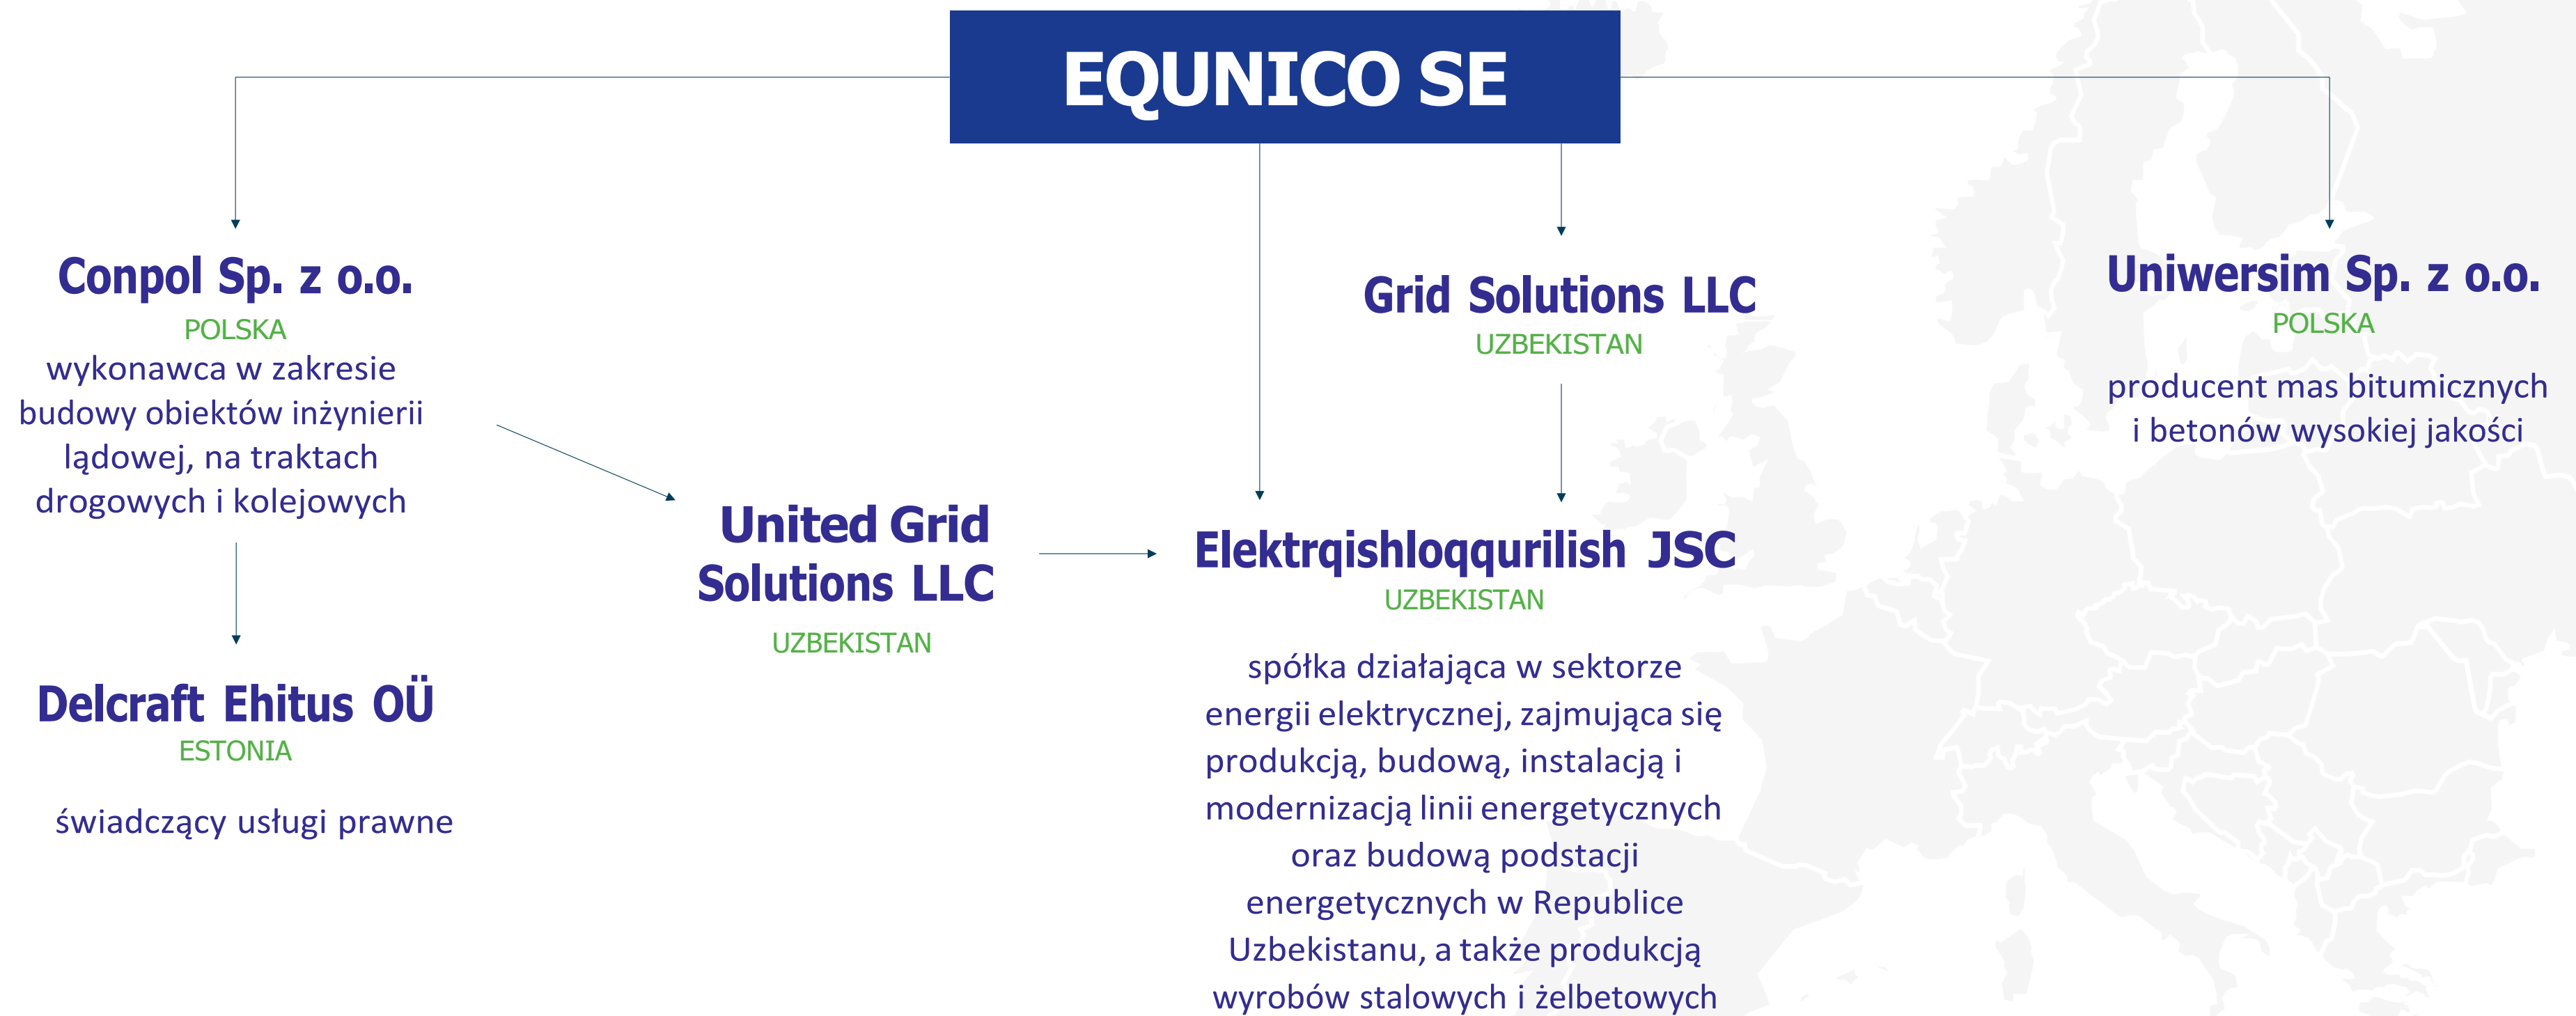 EQUNICO SE
Conpol Sp. z o.o.
POLSKA
wykonawca w zakresie
budowy obiektów inżynierii
lądowej, na traktach
drogowych i kolejowych
Delcraft Ehitus OÜ
ESTONIA
świadczący usługi prawne
United Grid
Solutions LLC
UZBEKISTAN
Grid Solutions LLC
UZBEKISTAN
Elektrqishloqqurilish JSC
UZBEKISTAN
spółka działająca w sektorze
energii elektrycznej, zajmująca się
produkcją, budową, instalacją i
modernizacją linii energetycznych
oraz budową podstacji
energetycznych w Republice
Uzbekistanu, a także produkcją
wyrobów stalowych i żelbetowych
Uniwersim Sp. z o.o.
POLSKA
producent mas bitumicznych
i betonów wysokiej jakości